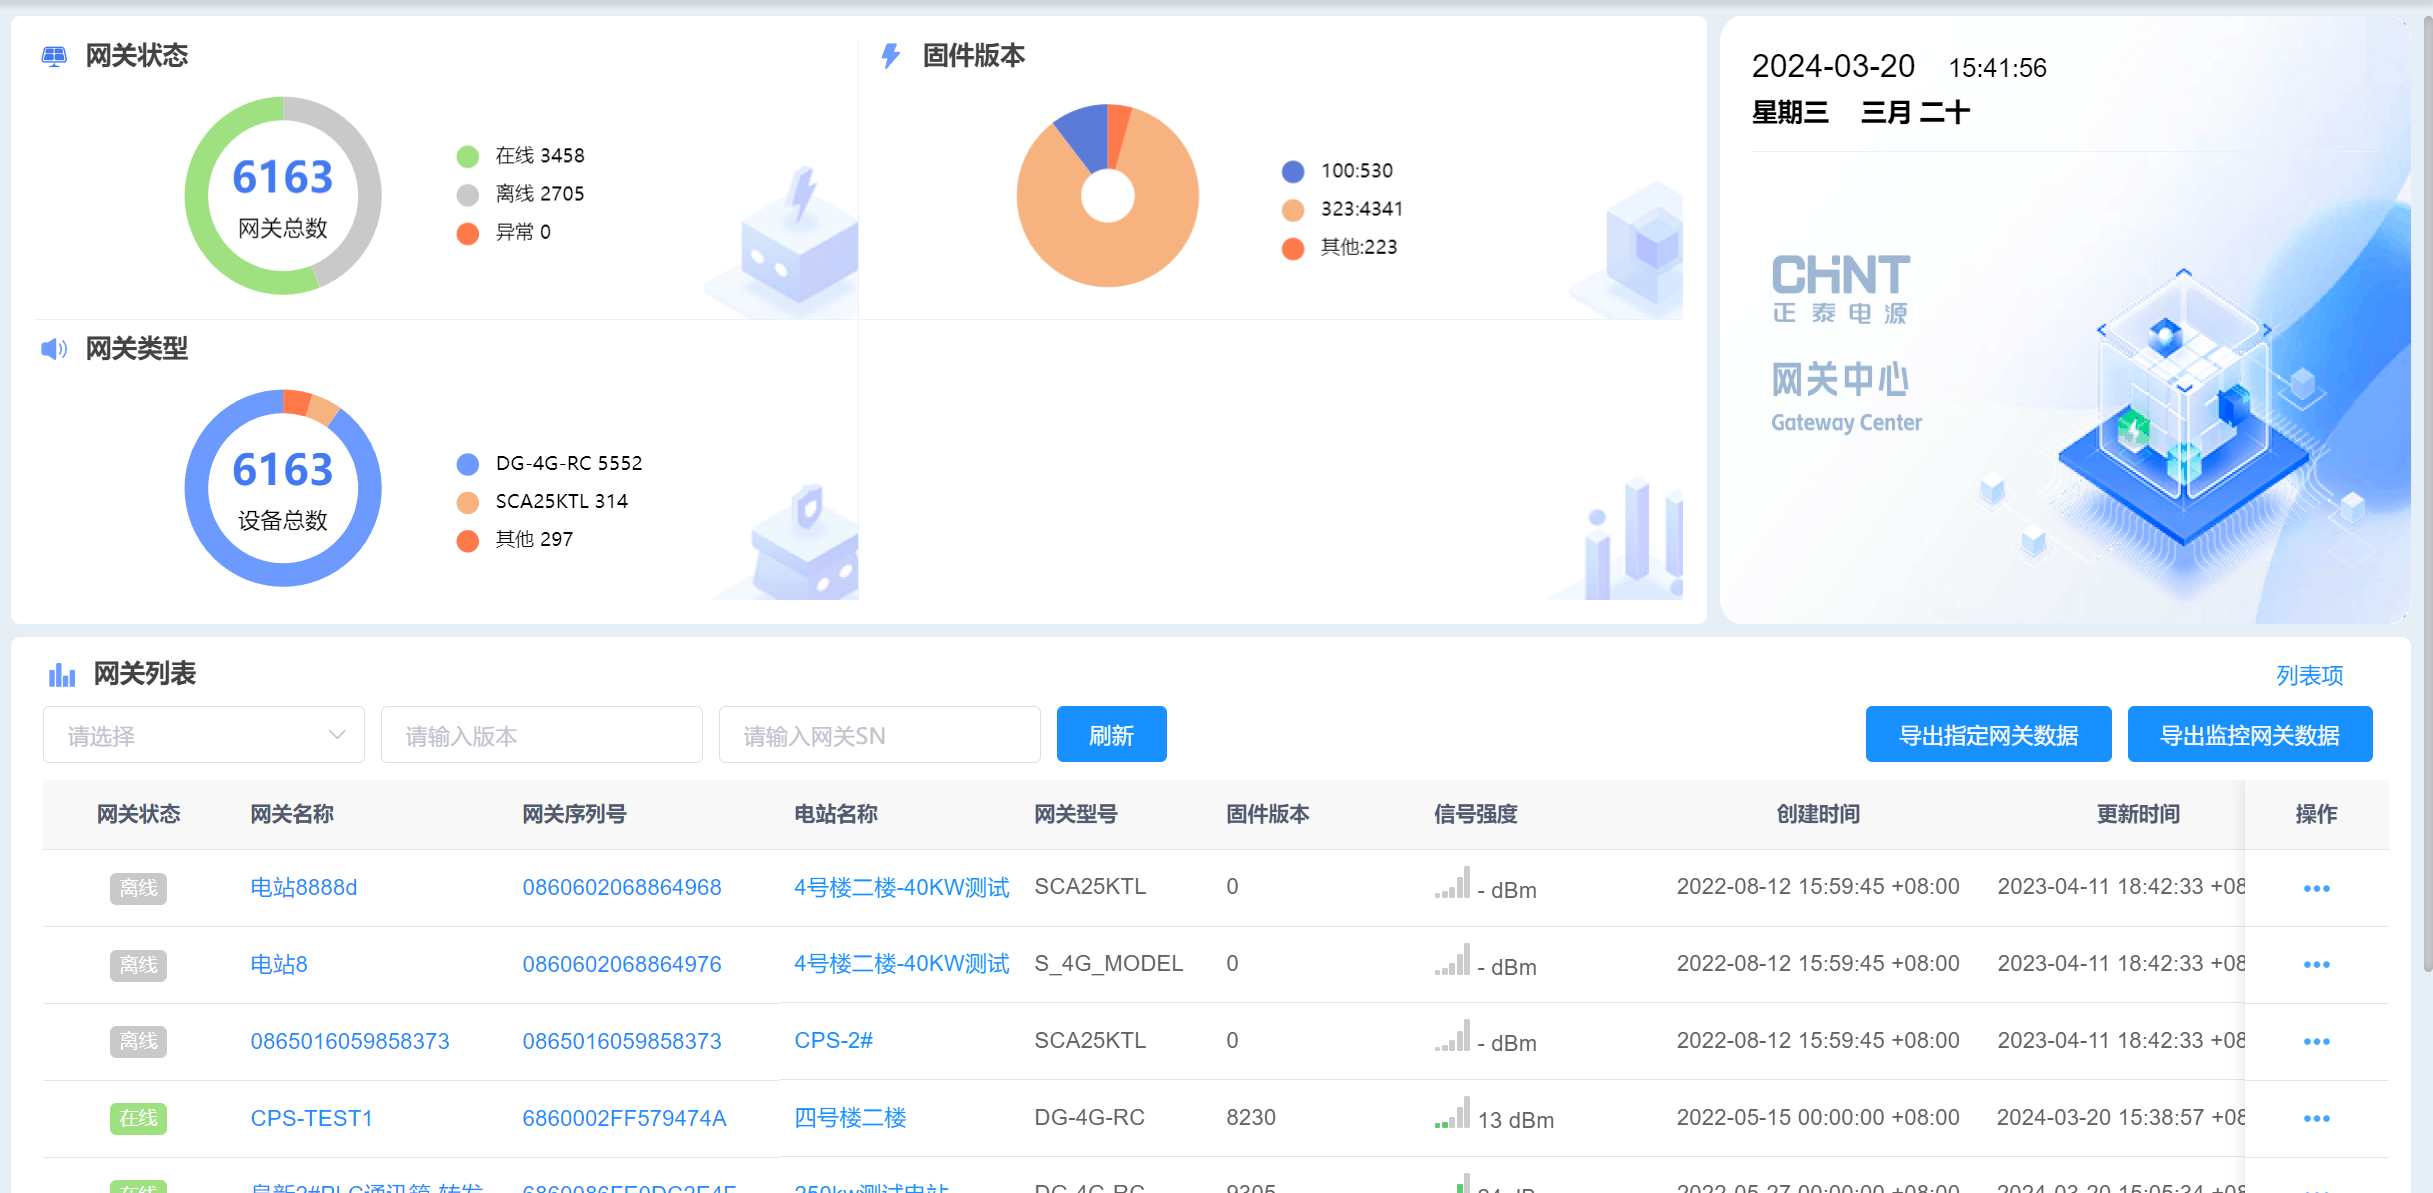 网关状态
6163
网关总数
在线 3458
离线 2705
异常 0
固件版本
100:530
323:4341
其他:223
网关类型
6163
设备总数
DG-4G-RC 5552
SCA25KTL 314
其他 297
2024-03-20 15:41:56
星期三 三月 二十
CHINT
正泰电源
网关中心
Gateway Center
网关列表
列表项
请选择 请输入版本 请输入网关SN 刷新 导出指定网关数据 导出监控网关数据
网关状态 网关名称 网关序列号 电站名称 网关型号 固件版本 信号强度 创建时间 更新时间 操作
离线 电站8888d 0860602068864968 4号楼二楼-40KW测试 SCA25KTL 0 - dBm 2022-08-12 15:59:45 +08:00 2023-04-11 18:42:33 +08
离线 电站8 0860602068864976 4号楼二楼-40KW测试 S_4G_MODEL 0 - dBm 2022-08-12 15:59:45 +08:00 2023-04-11 18:42:33 +08
离线 0865016059858373 0865016059858373 CPS-2# SCA25KTL 0 - dBm 2022-08-12 15:59:45 +08:00 2023-04-11 18:42:33 +08
在线 CPS-TEST1 6860002FF579474A 四号楼二楼 DG-4G-RC 8230 13 dBm 2022-05-15 00:00:00 +08:00 2024-03-20 15:38:57 +08
在线 DG-4G-RC 9305